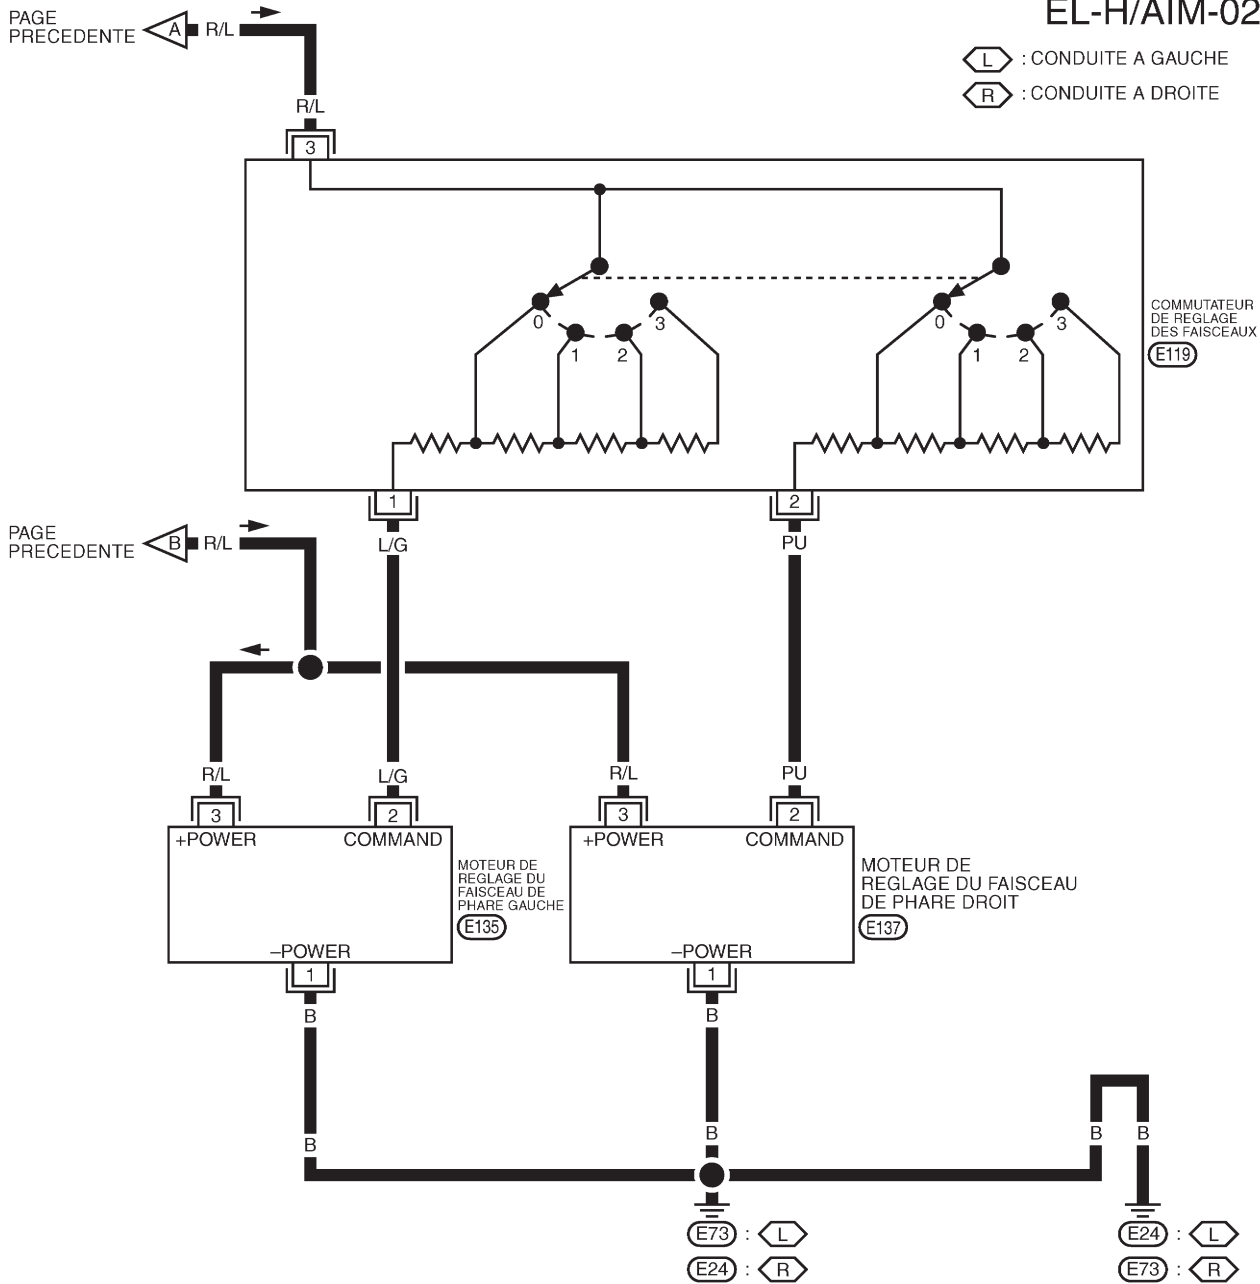 EL-H/AIM-02
PAGE
PRECEDENTE
A
R/L
L : CONDUITE A GAUCHE
R : CONDUITE A DROITE
R/L
3
0
1
2
3
0
1
2
3
COMMUTATEUR
DE REGLAGE
DES FAISCEAUX
E119
1
2
PAGE
PRECEDENTE
B
R/L
L/G
PU
R/L
L/G
R/L
PU
3
2
3
2
+POWER
COMMAND
+POWER
COMMAND
MOTEUR DE
REGLAGE DU
FAISCEAU DE
PHARE GAUCHE
E135
MOTEUR DE
REGLAGE DU FAISCEAU
DE PHARE DROIT
E137
–POWER
–POWER
1
1
B
B
B
B
B
B
E73 : L
E24 : R
E24 : L
E73 : R